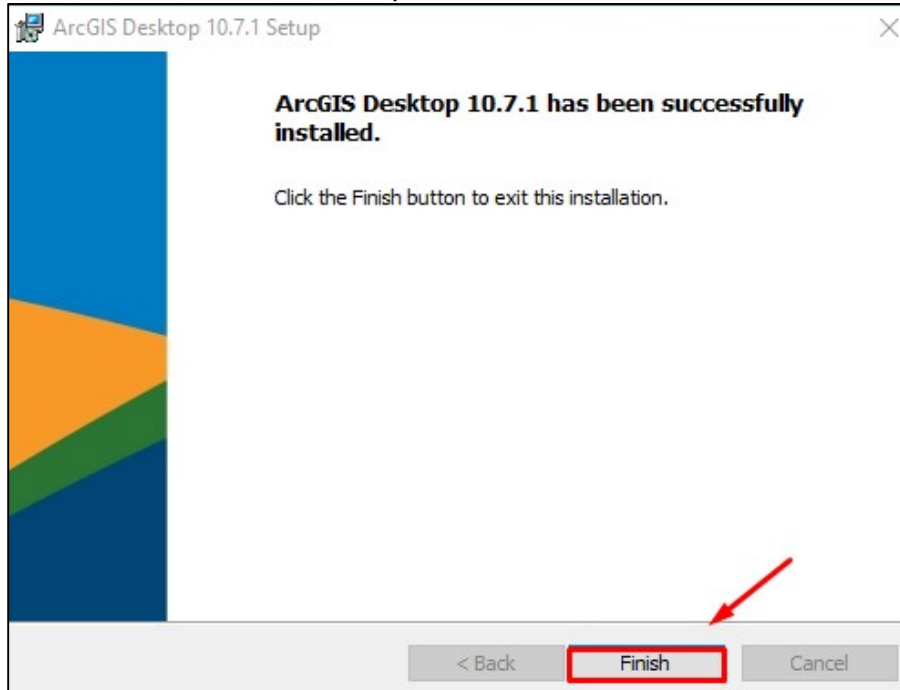 ArcGIS Desktop 10.7.1 Setup
ArcGIS Desktop 10.7.1 has been successfully
installed.
Click the Finish button to exit this installation.
< Back Finish Cancel